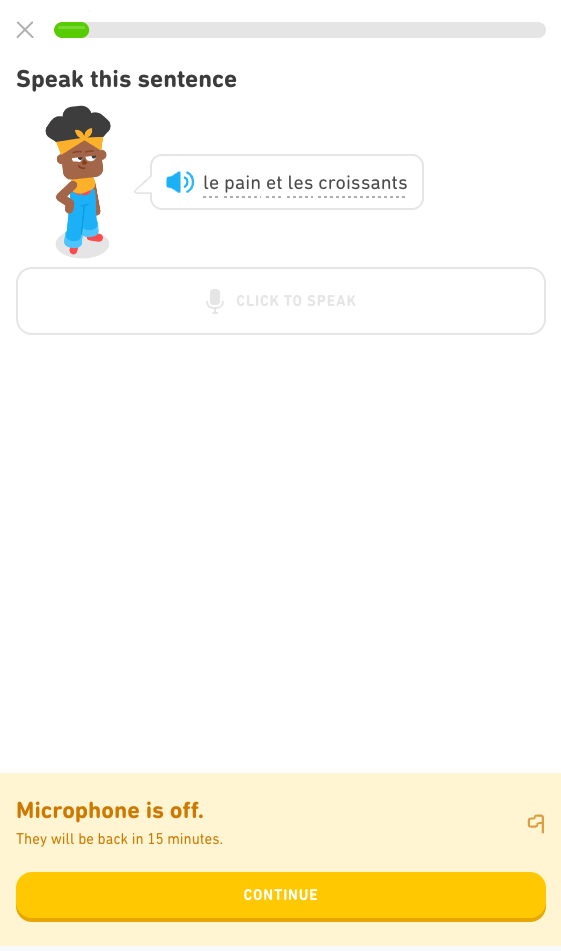 Speak this sentence
le pain et les croissants
CLICK TO SPEAK
Microphone is off.
They will be back in 15 minutes.
CONTINUE